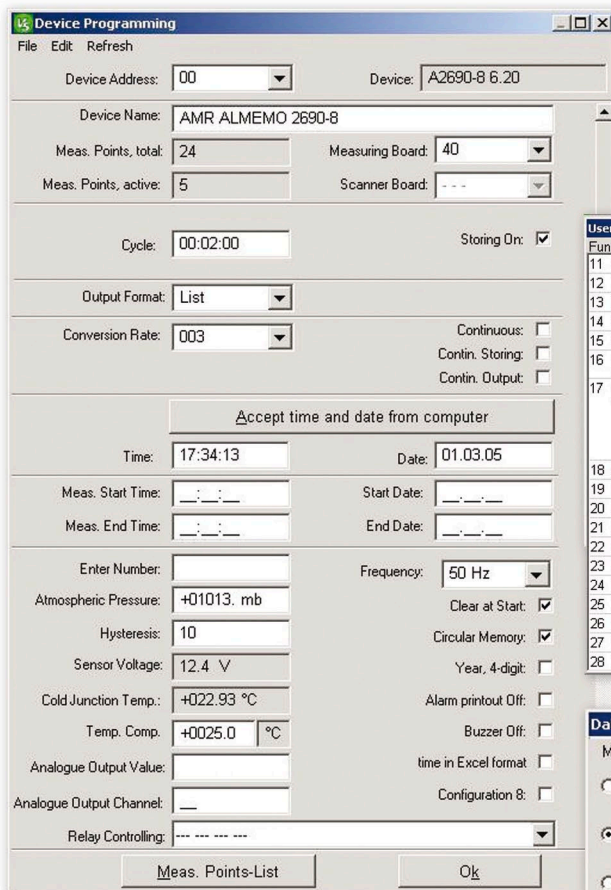 Device Programming
File Edit Refresh
Device Address: 00 Device: A2690-8 6.20
Device Name: AMR ALMEMO 2690-8
Meas. Points, total: 24 Measuring Board: 40
Meas. Points, active: 5 Scanner Board: - - -
Cycle: 00:02:00 Storing On:
Output Format: List
Conversion Rate: 003 Continuous:
Contin. Storing:
Contin. Output:
Accept time and date from computer
Time: 17:34:13 Date: 01.03.05
Meas. Start Time: __:__:__ Start Date: __.__.__
Meas. End Time: __:__:__ End Date: __.__.__
Enter Number: Frequency: 50 Hz
Atmospheric Pressure: +01013. mb Clear at Start:
Hysteresis: 10 Circular Memory:
Sensor Voltage: 12.4 V Year, 4-digit:
Cold Junction Temp.: +022.93 °C Alarm printout Off:
Temp. Comp. +0025.0 °C Buzzer Off:
Analogue Output Value: time in Excel format
Analogue Output Channel: __ Configuration 8:
Relay Controlling: --- --- --- ---
Meas. Points-List Ok
User
Fun
11
12
13
14
15
16
17
18
19
20
21
22
23
24
25
26
27
28
Da
M